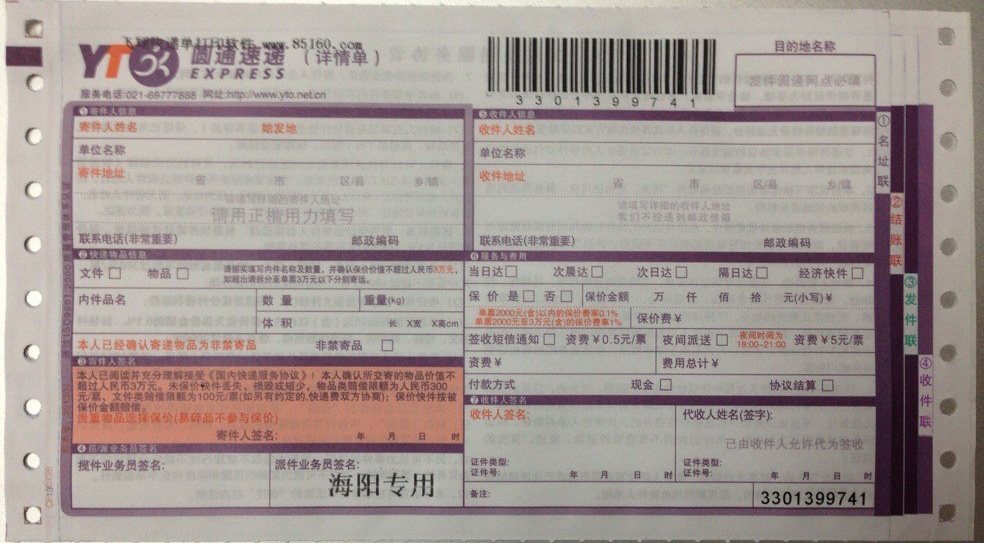 飞翔快递单打印软件 www.85160.com
YTO 圆通速递 (详情单)
EXPRESS
服务电话:021-69777888 网址:http://www.yto.net.cn
3301399741
目的地名称
发件圆通网点必填
①寄件人信息
寄件人姓名 始发地
单位名称
寄件地址
省 市 区/县 乡/镇
请用正楷用力填写
联系电话(非常重要) 邮政编码
⑤收件人信息
收件人姓名
单位名称
收件地址
省 市 区/县 乡/镇
请填写详细的收件人地址
我们不经递到邮政信箱
联系电话(非常重要) 邮政编码
②快递物品信息
文件 物品
请据实填写内件名称及数量,并确认保价价值不超过人民币3万元,
如超出请拆分至单票3万元以下分别寄运。
内件品名 数 量 重量(kg)
体 积 长 X宽 X高cm
本人已经确认寄递物品为非禁寄品 非禁寄品
③寄件人签名
本人已阅读并充分理解接受《国内快递服务协议》!本人确认所交寄的物品价值不
超过人民币3万元。未保价快件丢失、损毁或短少,物品类赔偿限额为人民币300
元/票、文件类赔偿限额为100元/票(如另有约定的,快递费双方协商);保价快件按被
保价金额赔偿。
贵重物品选择保价(易碎品不参与保价)
寄件人签名: 年 月 日 时
④揽/派业务员签名
揽件业务员签名: 派件业务员签名:
海阳专用
⑥服务与费用
当日达 次晨达 次日达 隔日达 经济快件
保 价 是 否 保价金额 万 仟 佰 拾 元(小写)¥
单票2000元(含)以内的保价费率0.1%
单票2000元至3万元(含)的保价费率1%
保价费¥
签收短信通知 资费¥0.5元/票 夜间派送 夜间时间为
18:00~21:00 资费¥5元/票
资费¥ 费用总计¥
付款方式 现金 协议结算
⑦收件人签名
收件人签名: 代收人姓名(签字):
已由收件人允许代为签收
证件类型: 证件类型:
证件号: 年 月 日 时 证件号: 年 月 日 时
备注: 3301399741
①名址联
②结账联
③发件联
④收件联